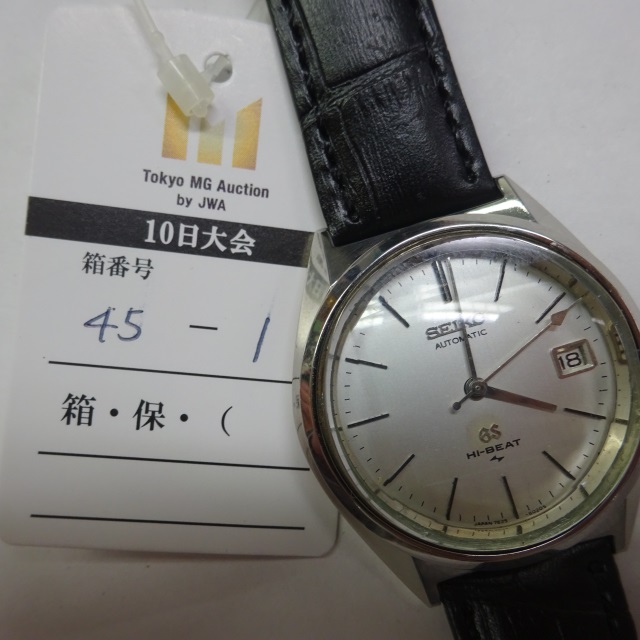 Tokyo MG Auction
by JWA
10日大会
箱番号
45 - 1
箱・保・(
SEIKO
AUTOMATIC
18
GS
HI-BEAT